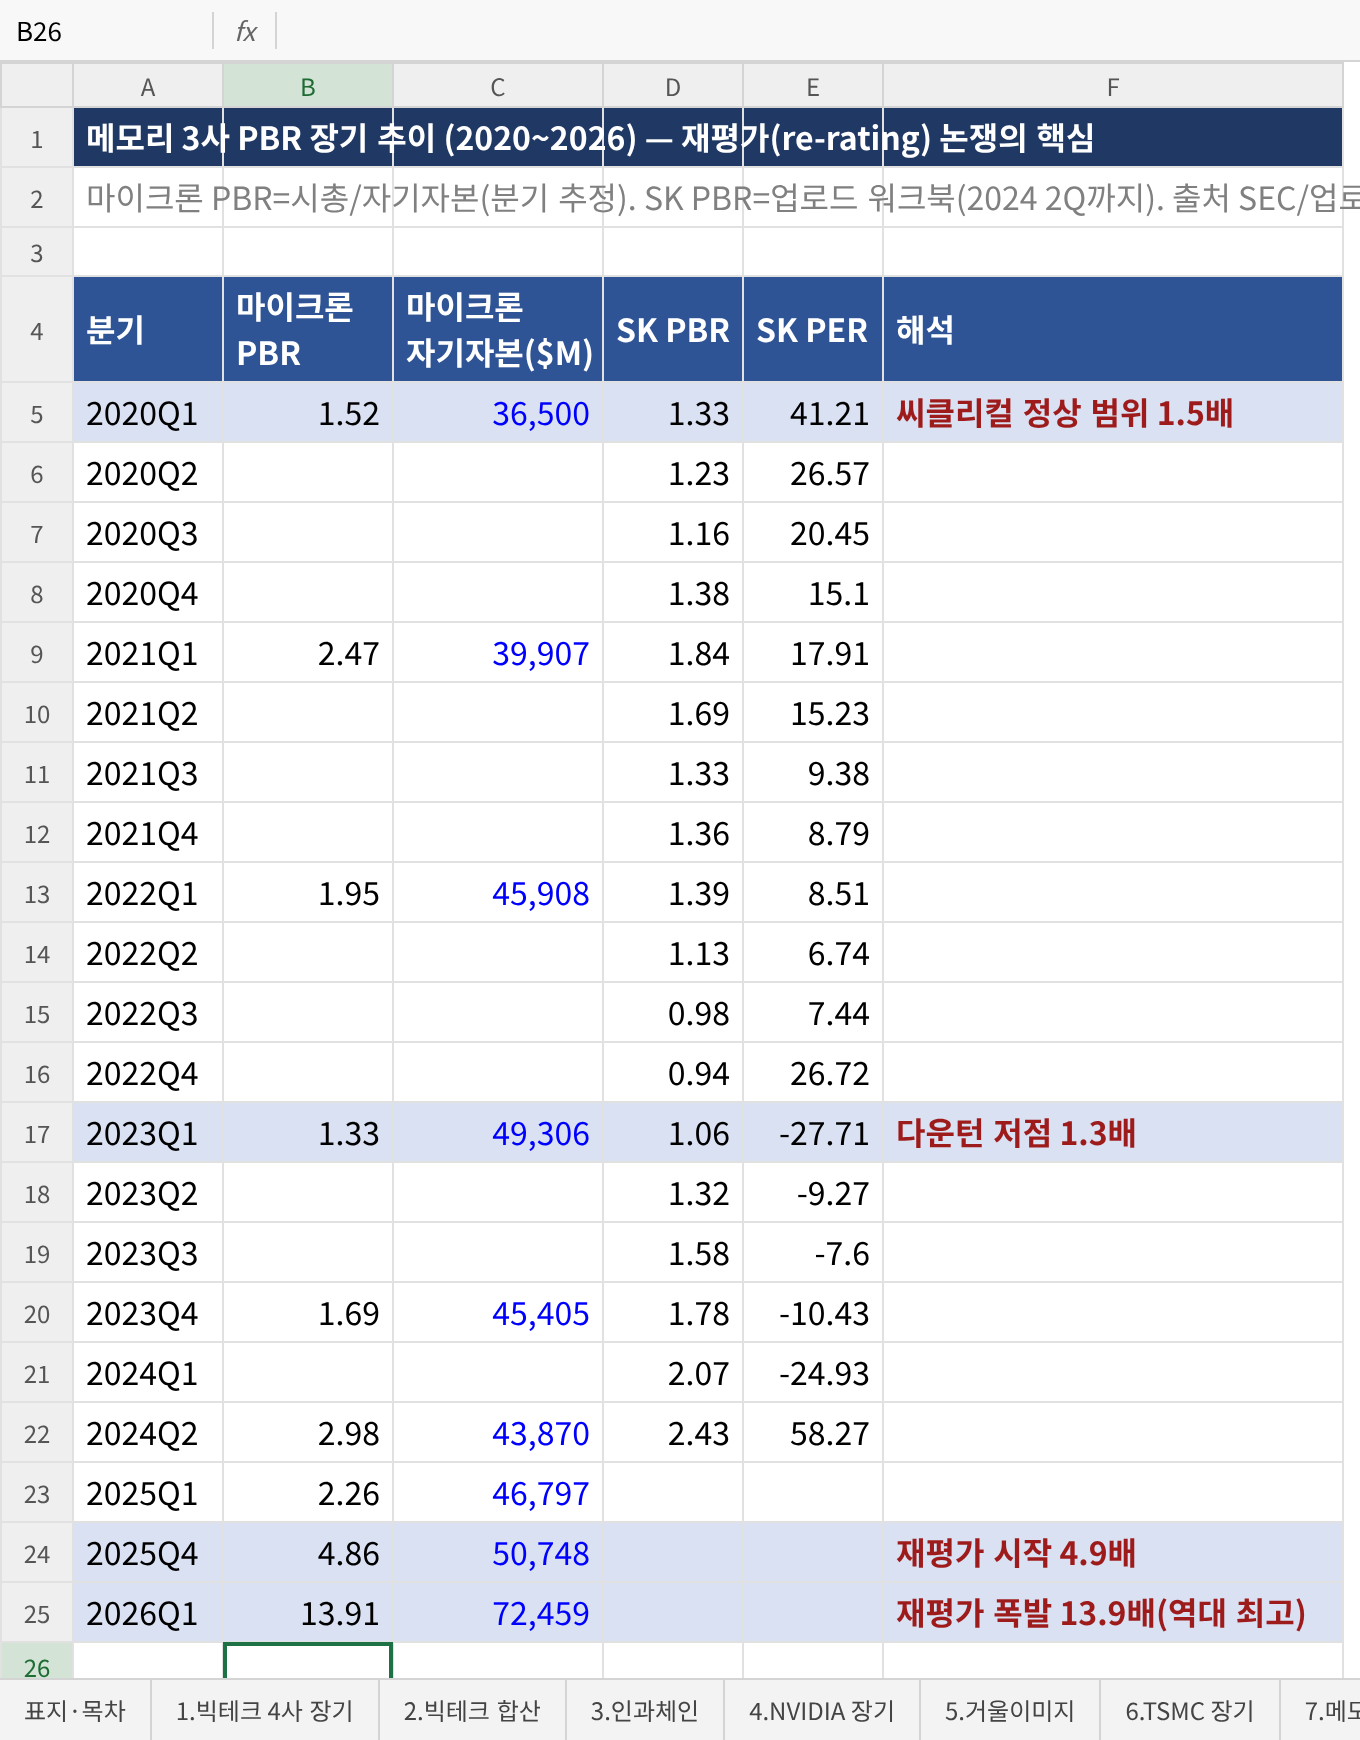 B26 fx
A B C D E F
1 메모리 3사 PBR 장기 추이 (2020~2026) — 재평가(re-rating) 논쟁의 핵심
2 마이크론 PBR=시총/자기자본(분기 추정). SK PBR=업로드 워크북(2024 2Q까지). 출처 SEC/업로
3
4 분기 마이크론 PBR 마이크론 자기자본($M) SK PBR SK PER 해석
5 2020Q1 1.52 36,500 1.33 41.21 씨클리컬 정상 범위 1.5배
6 2020Q2 1.23 26.57
7 2020Q3 1.16 20.45
8 2020Q4 1.38 15.1
9 2021Q1 2.47 39,907 1.84 17.91
10 2021Q2 1.69 15.23
11 2021Q3 1.33 9.38
12 2021Q4 1.36 8.79
13 2022Q1 1.95 45,908 1.39 8.51
14 2022Q2 1.13 6.74
15 2022Q3 0.98 7.44
16 2022Q4 0.94 26.72
17 2023Q1 1.33 49,306 1.06 -27.71 다운턴 저점 1.3배
18 2023Q2 1.32 -9.27
19 2023Q3 1.58 -7.6
20 2023Q4 1.69 45,405 1.78 -10.43
21 2024Q1 2.07 -24.93
22 2024Q2 2.98 43,870 2.43 58.27
23 2025Q1 2.26 46,797
24 2025Q4 4.86 50,748 재평가 시작 4.9배
25 2026Q1 13.91 72,459 재평가 폭발 13.9배(역대 최고)
26
표지·목차 1.빅테크 4사 장기 2.빅테크 합산 3.인과체인 4.NVIDIA 장기 5.거울이미지 6.TSMC 장기 7.메모